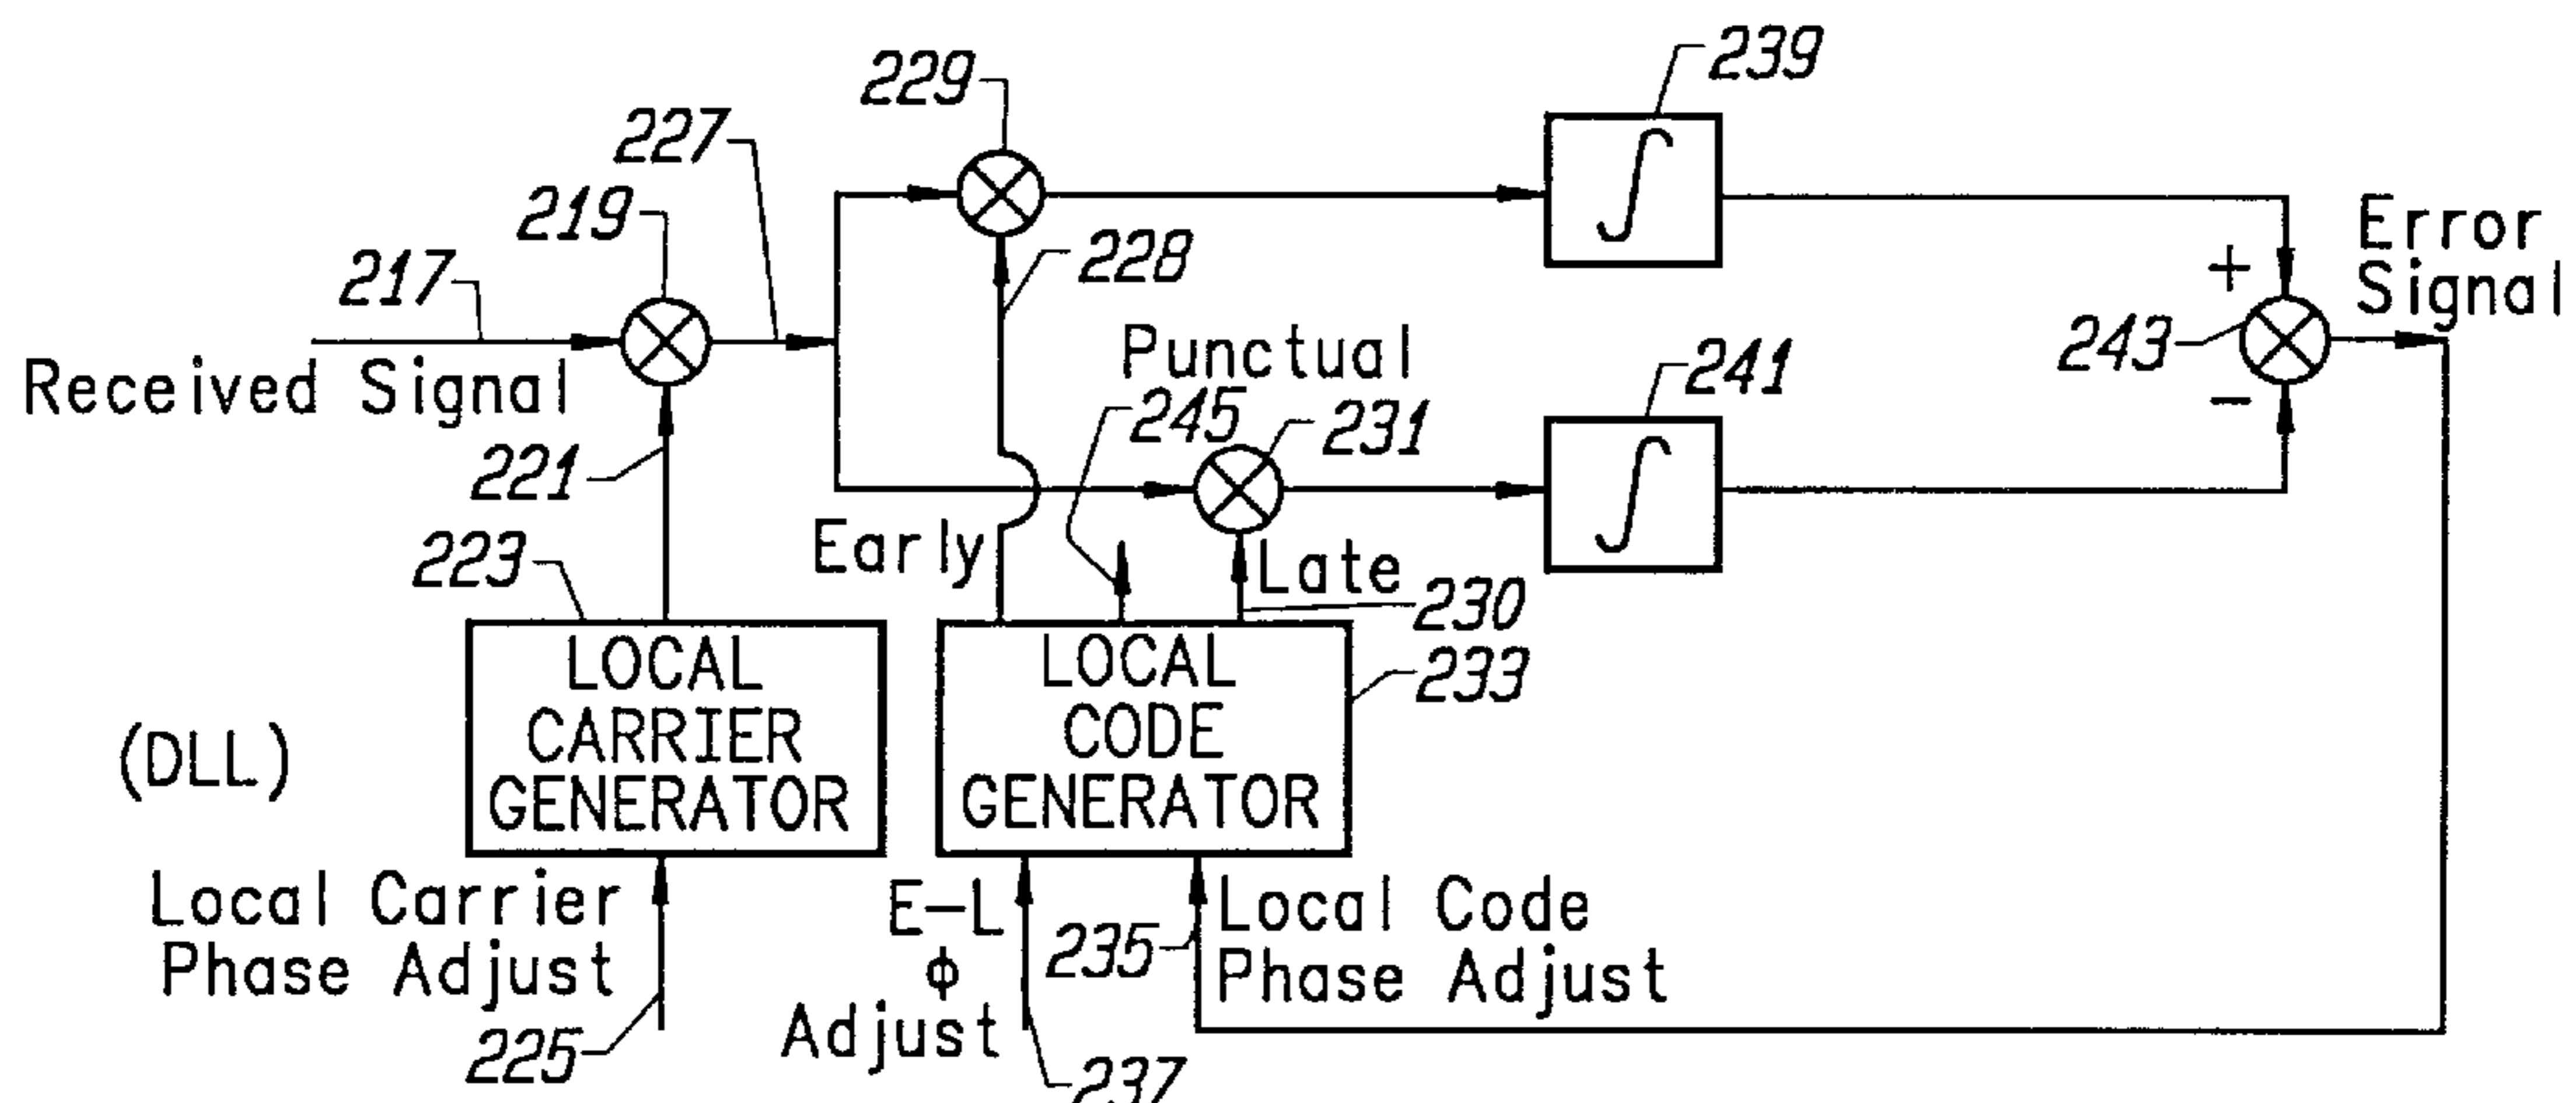 239
229
227
219
Error
Signal
217
228
Punctual
243
241
Received Signal
+
-
245
231
221
Early
Late
223
230
LOCAL
CARRIER
GENERATOR
LOCAL
CODE
GENERATOR
233
(DLL)
Local Carrier
Phase Adjust
E-L
ϕ
Adjust
235
Local Code
Phase Adjust
225
237